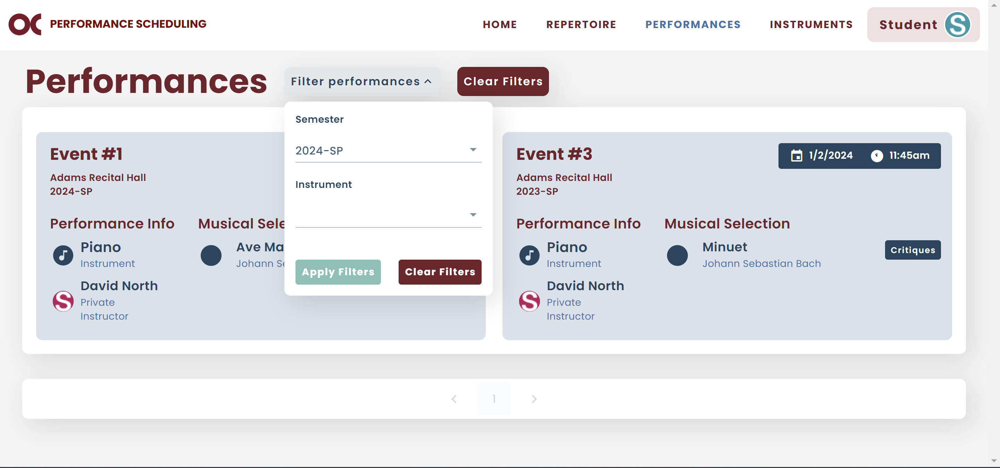 OC PERFORMANCE SCHEDULING
HOME REPERTOIRE PERFORMANCES INSTRUMENTS Student S
Performances Filter performances Clear Filters
Semester
2024-SP
Instrument
Apply Filters Clear Filters
Event #1
Adams Recital Hall
2024-SP
Performance Info Musical Sele
Piano
Instrument
Ave Ma
Johann Se
S David North
Private
Instructor
Event #3 1/2/2024 11:45am
Adams Recital Hall
2023-SP
Performance Info Musical Selection
Piano
Instrument
Minuet
Johann Sebastian Bach
Critiques
S David North
Private
Instructor
1